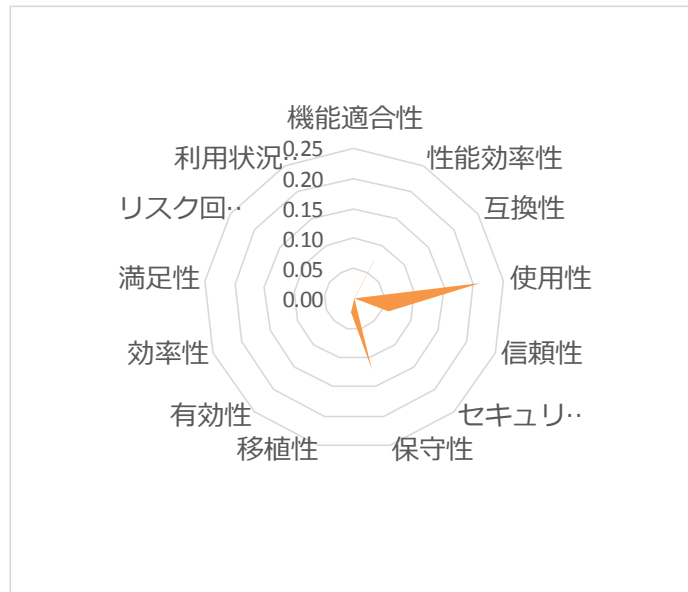 機能適合性
性能効率性
互換性
使用性
信頼性
セキュリ‥
保守性
移植性
有効性
効率性
満足性
リスク回‥
利用状況‥
0.25
0.20
0.15
0.10
0.05
0.00